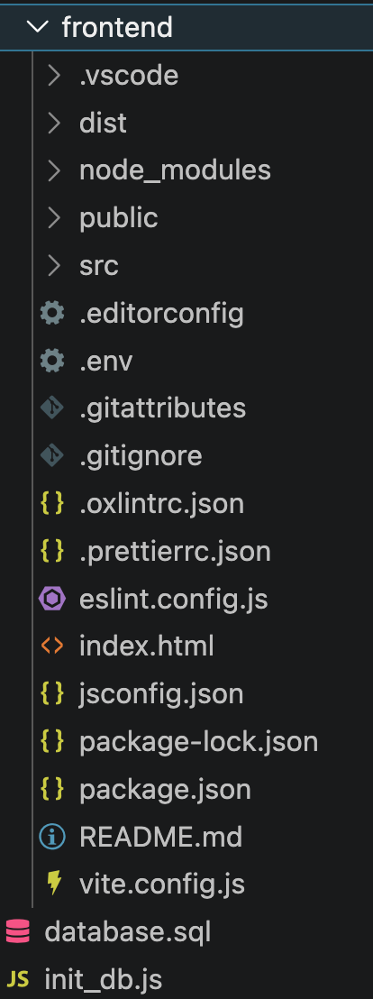 frontend
.vscode
dist
node_modules
public
src
.editorconfig
.env
.gitattributes
.gitignore
.oxlintrc.json
.prettierrc.json
eslint.config.js
index.html
jsconfig.json
package-lock.json
package.json
README.md
vite.config.js
database.sql
JS init_db.js